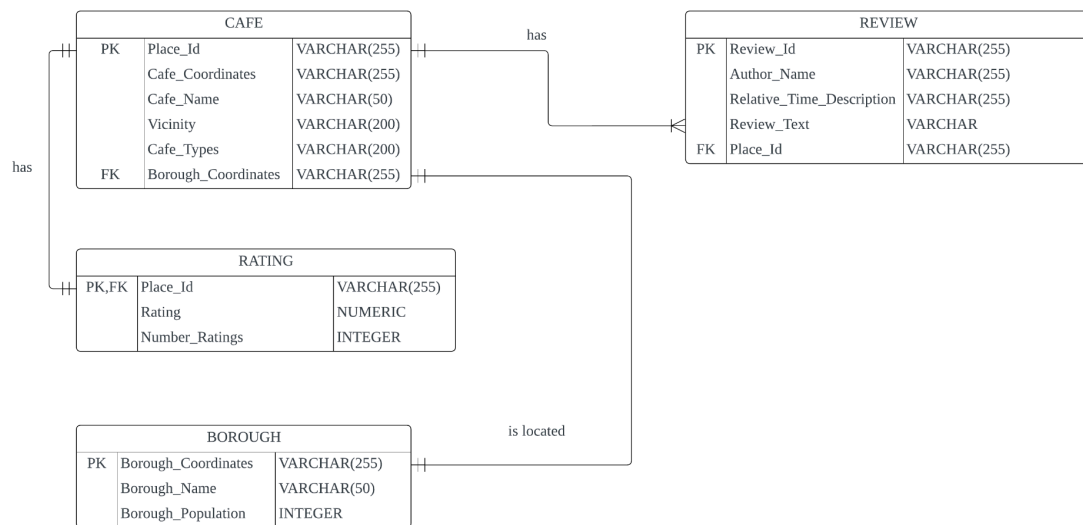 CAFE
PK Place_Id VARCHAR(255)
Cafe_Coordinates VARCHAR(255)
Cafe_Name VARCHAR(50)
Vicinity VARCHAR(200)
Cafe_Types VARCHAR(200)
FK Borough_Coordinates VARCHAR(255)
has
REVIEW
PK Review_Id VARCHAR(255)
Author_Name VARCHAR(255)
Relative_Time_Description VARCHAR(255)
Review_Text VARCHAR
FK Place_Id VARCHAR(255)
has
RATING
PK,FK Place_Id VARCHAR(255)
Rating NUMERIC
Number_Ratings INTEGER
is located
BOROUGH
PK Borough_Coordinates VARCHAR(255)
Borough_Name VARCHAR(50)
Borough_Population INTEGER